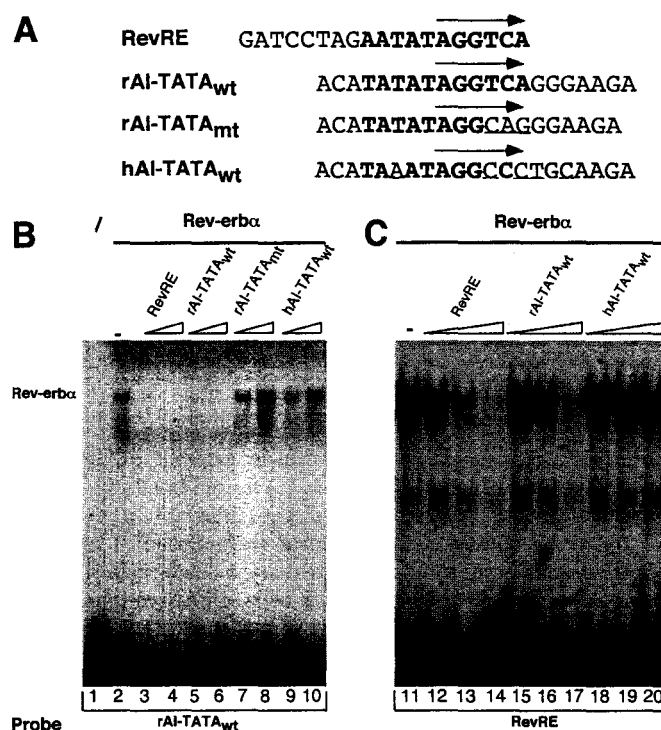 A
RevRE GATCCTAGAATATAGGTCA
rAI-TATAwt ACATATATAGGTCAGGGAAGA
rAI-TATAmt ACATATATAGGCAGGGAAGA
hAI-TATAwt ACATAAATAGGCCCTGCAAGA
B / Rev-erbα
- RevRE rAI-TATAwt rAI-TATAmt hAI-TATAwt
C Rev-erbα
- RevRE rAI-TATAwt hAI-TATAwt
Rev-erbα
1 2 3 4 5 6 7 8 9 10
11 12 13 14 15 16 17 18 19 20
Probe rAI-TATAwt RevRE